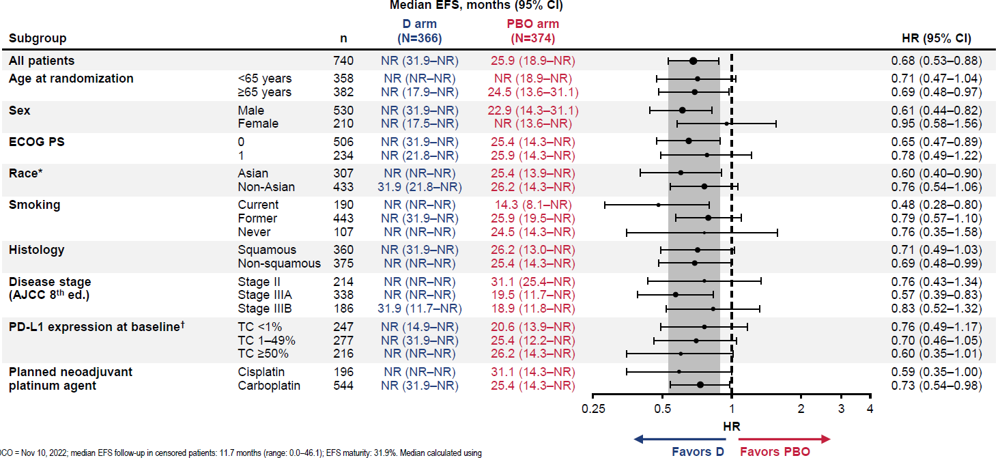 Median EFS, months (95% CI)
D arm PBO arm
Subgroup n (N=366) (N=374) HR (95% CI)
All patients 740 NR (31.9–NR) 25.9 (18.9–NR) 0.68 (0.53–0.88)
Age at randomization <65 years 358 NR (NR–NR) NR (18.9–NR) 0.71 (0.47–1.04)
≥65 years 382 NR (17.9–NR) 24.5 (13.6–31.1) 0.69 (0.48–0.97)
Sex Male 530 NR (31.9–NR) 22.9 (14.3–31.1) 0.61 (0.44–0.82)
Female 210 NR (17.5–NR) NR (13.6–NR) 0.95 (0.58–1.56)
ECOG PS 0 506 NR (31.9–NR) 25.4 (14.3–NR) 0.65 (0.47–0.89)
1 234 NR (21.8–NR) 25.9 (14.3–NR) 0.78 (0.49–1.22)
Race* Asian 307 NR (NR–NR) 25.4 (13.9–NR) 0.60 (0.40–0.90)
Non-Asian 433 31.9 (21.8–NR) 26.2 (14.3–NR) 0.76 (0.54–1.06)
Smoking Current 190 NR (NR–NR) 14.3 (8.1–NR) 0.48 (0.28–0.80)
Former 443 NR (31.9–NR) 25.9 (19.5–NR) 0.79 (0.57–1.10)
Never 107 NR (NR–NR) 24.5 (14.3–NR) 0.76 (0.35–1.58)
Histology Squamous 360 NR (31.9–NR) 26.2 (13.0–NR) 0.71 (0.49–1.03)
Non-squamous 375 NR (NR–NR) 25.4 (14.3–NR) 0.69 (0.48–0.99)
Disease stage Stage II 214 NR (NR–NR) 31.1 (25.4–NR) 0.76 (0.43–1.34)
(AJCC 8th ed.) Stage IIIA 338 NR (NR–NR) 19.5 (11.7–NR) 0.57 (0.39–0.83)
Stage IIIB 186 31.9 (11.7–NR) 18.9 (11.8–NR) 0.83 (0.52–1.32)
PD-L1 expression at baseline† TC <1% 247 NR (14.9–NR) 20.6 (13.9–NR) 0.76 (0.49–1.17)
TC 1–49% 277 NR (31.9–NR) 25.4 (12.2–NR) 0.70 (0.46–1.05)
TC ≥50% 216 NR (NR–NR) 26.2 (14.3–NR) 0.60 (0.35–1.01)
Planned neoadjuvant Cisplatin 196 NR (NR–NR) 31.1 (14.3–NR) 0.59 (0.35–1.00)
platinum agent Carboplatin 544 NR (31.9–NR) 25.4 (14.3–NR) 0.73 (0.54–0.98)
0.25 0.5 1 2 3 4
HR
Favors D Favors PBO
DCO = Nov 10, 2022; median EFS follow-up in censored patients: 11.7 months (range: 0.0–46.1); EFS maturity: 31.9%. Median calculated using